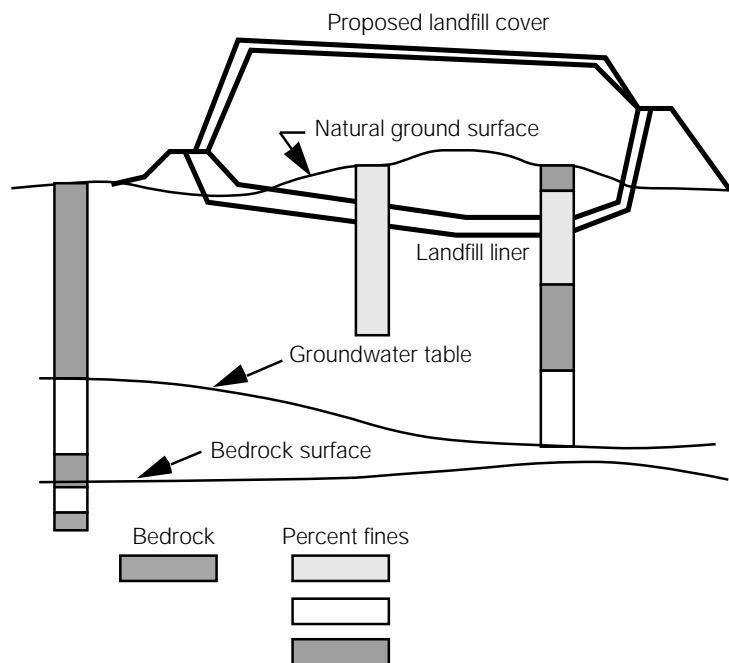 Proposed landfill cover
Natural ground surface
Landfill liner
Groundwater table
Bedrock surface
Bedrock
Percent fines